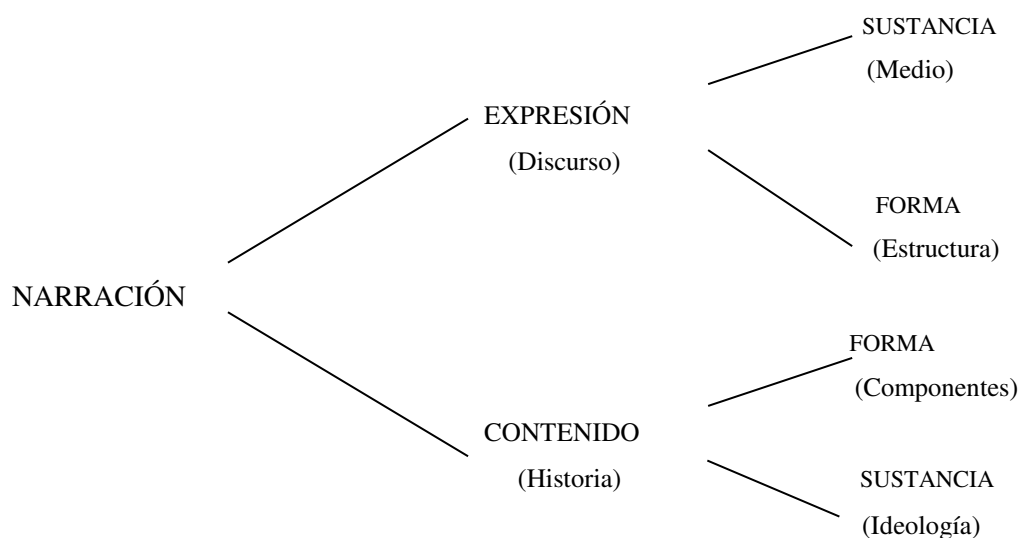 SUSTANCIA
(Medio)
EXPRESIÓN
(Discurso)
FORMA
(Estructura)
NARRACIÓN
FORMA
(Componentes)
CONTENIDO
(Historia)
SUSTANCIA
(Ideología)